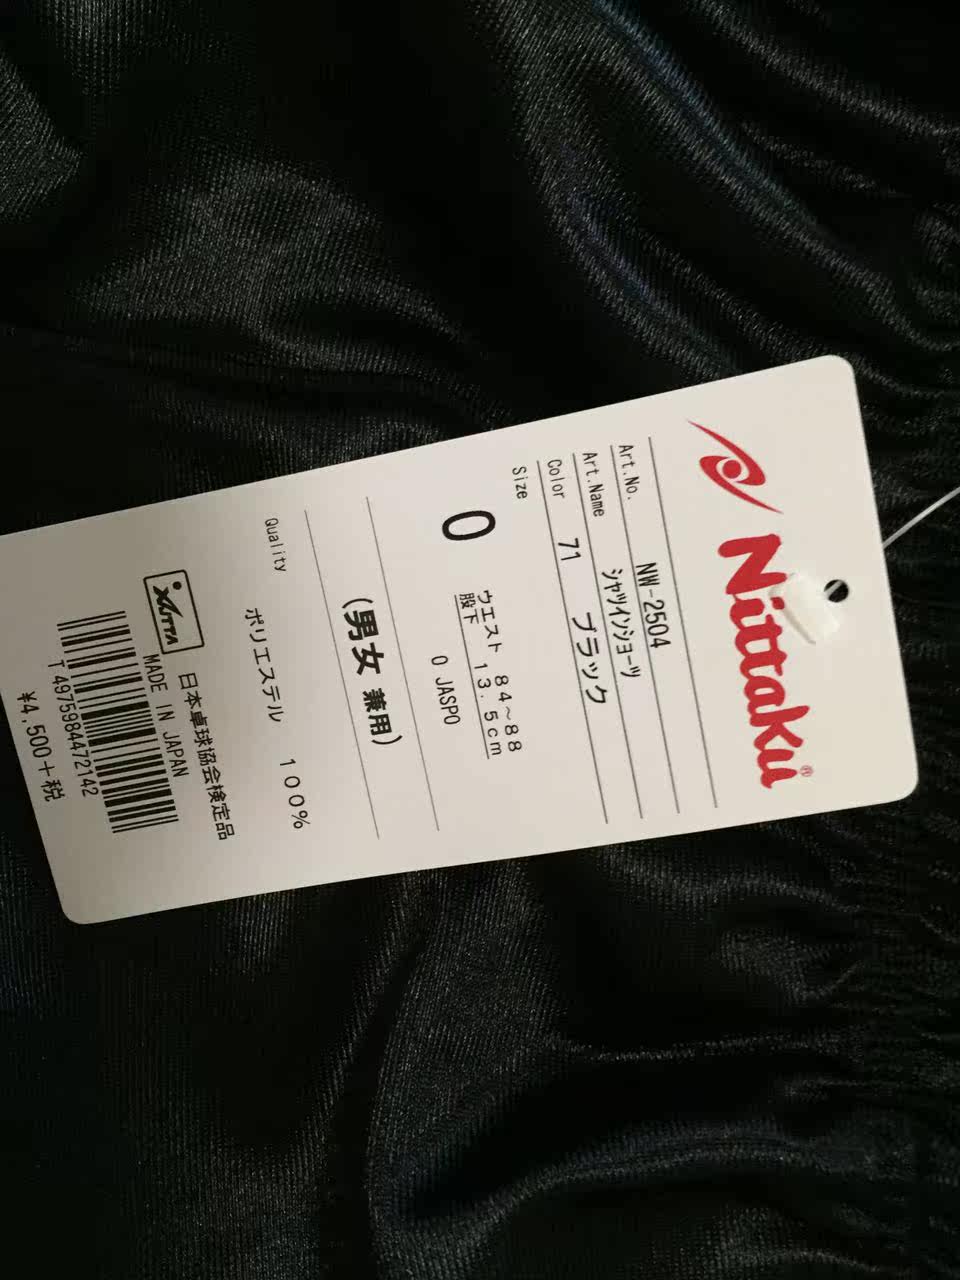 Nittaku®
Art.No. NW-2504
Art.Name シャツインショーツ
Color 71 ブラック
Size
O ウエスト 84~88
股下 13.5cm
O JASPO
(男女兼用)
Quality
ポリエステル 100%
JTTA 日本卓球協会検定品
MADE IN JAPAN
T 4975984472142
¥4,500+税